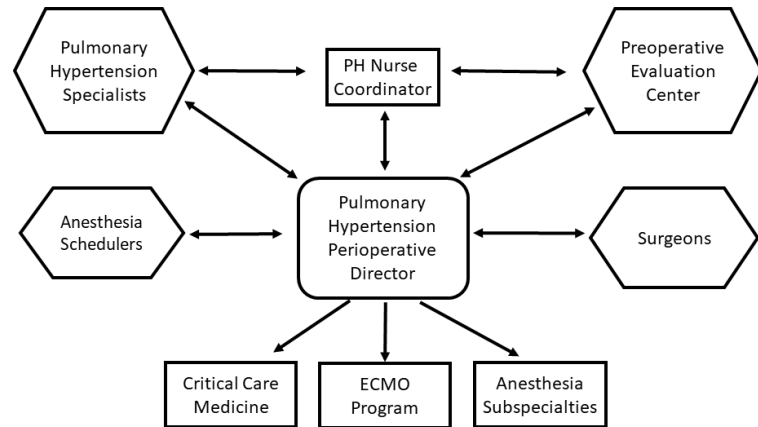 Pulmonary
Hypertension
Specialists
PH Nurse
Coordinator
Preoperative
Evaluation
Center
Anesthesia
Schedulers
Pulmonary
Hypertension
Perioperative
Director
Surgeons
Critical Care
Medicine
ECMO
Program
Anesthesia
Subspecialties